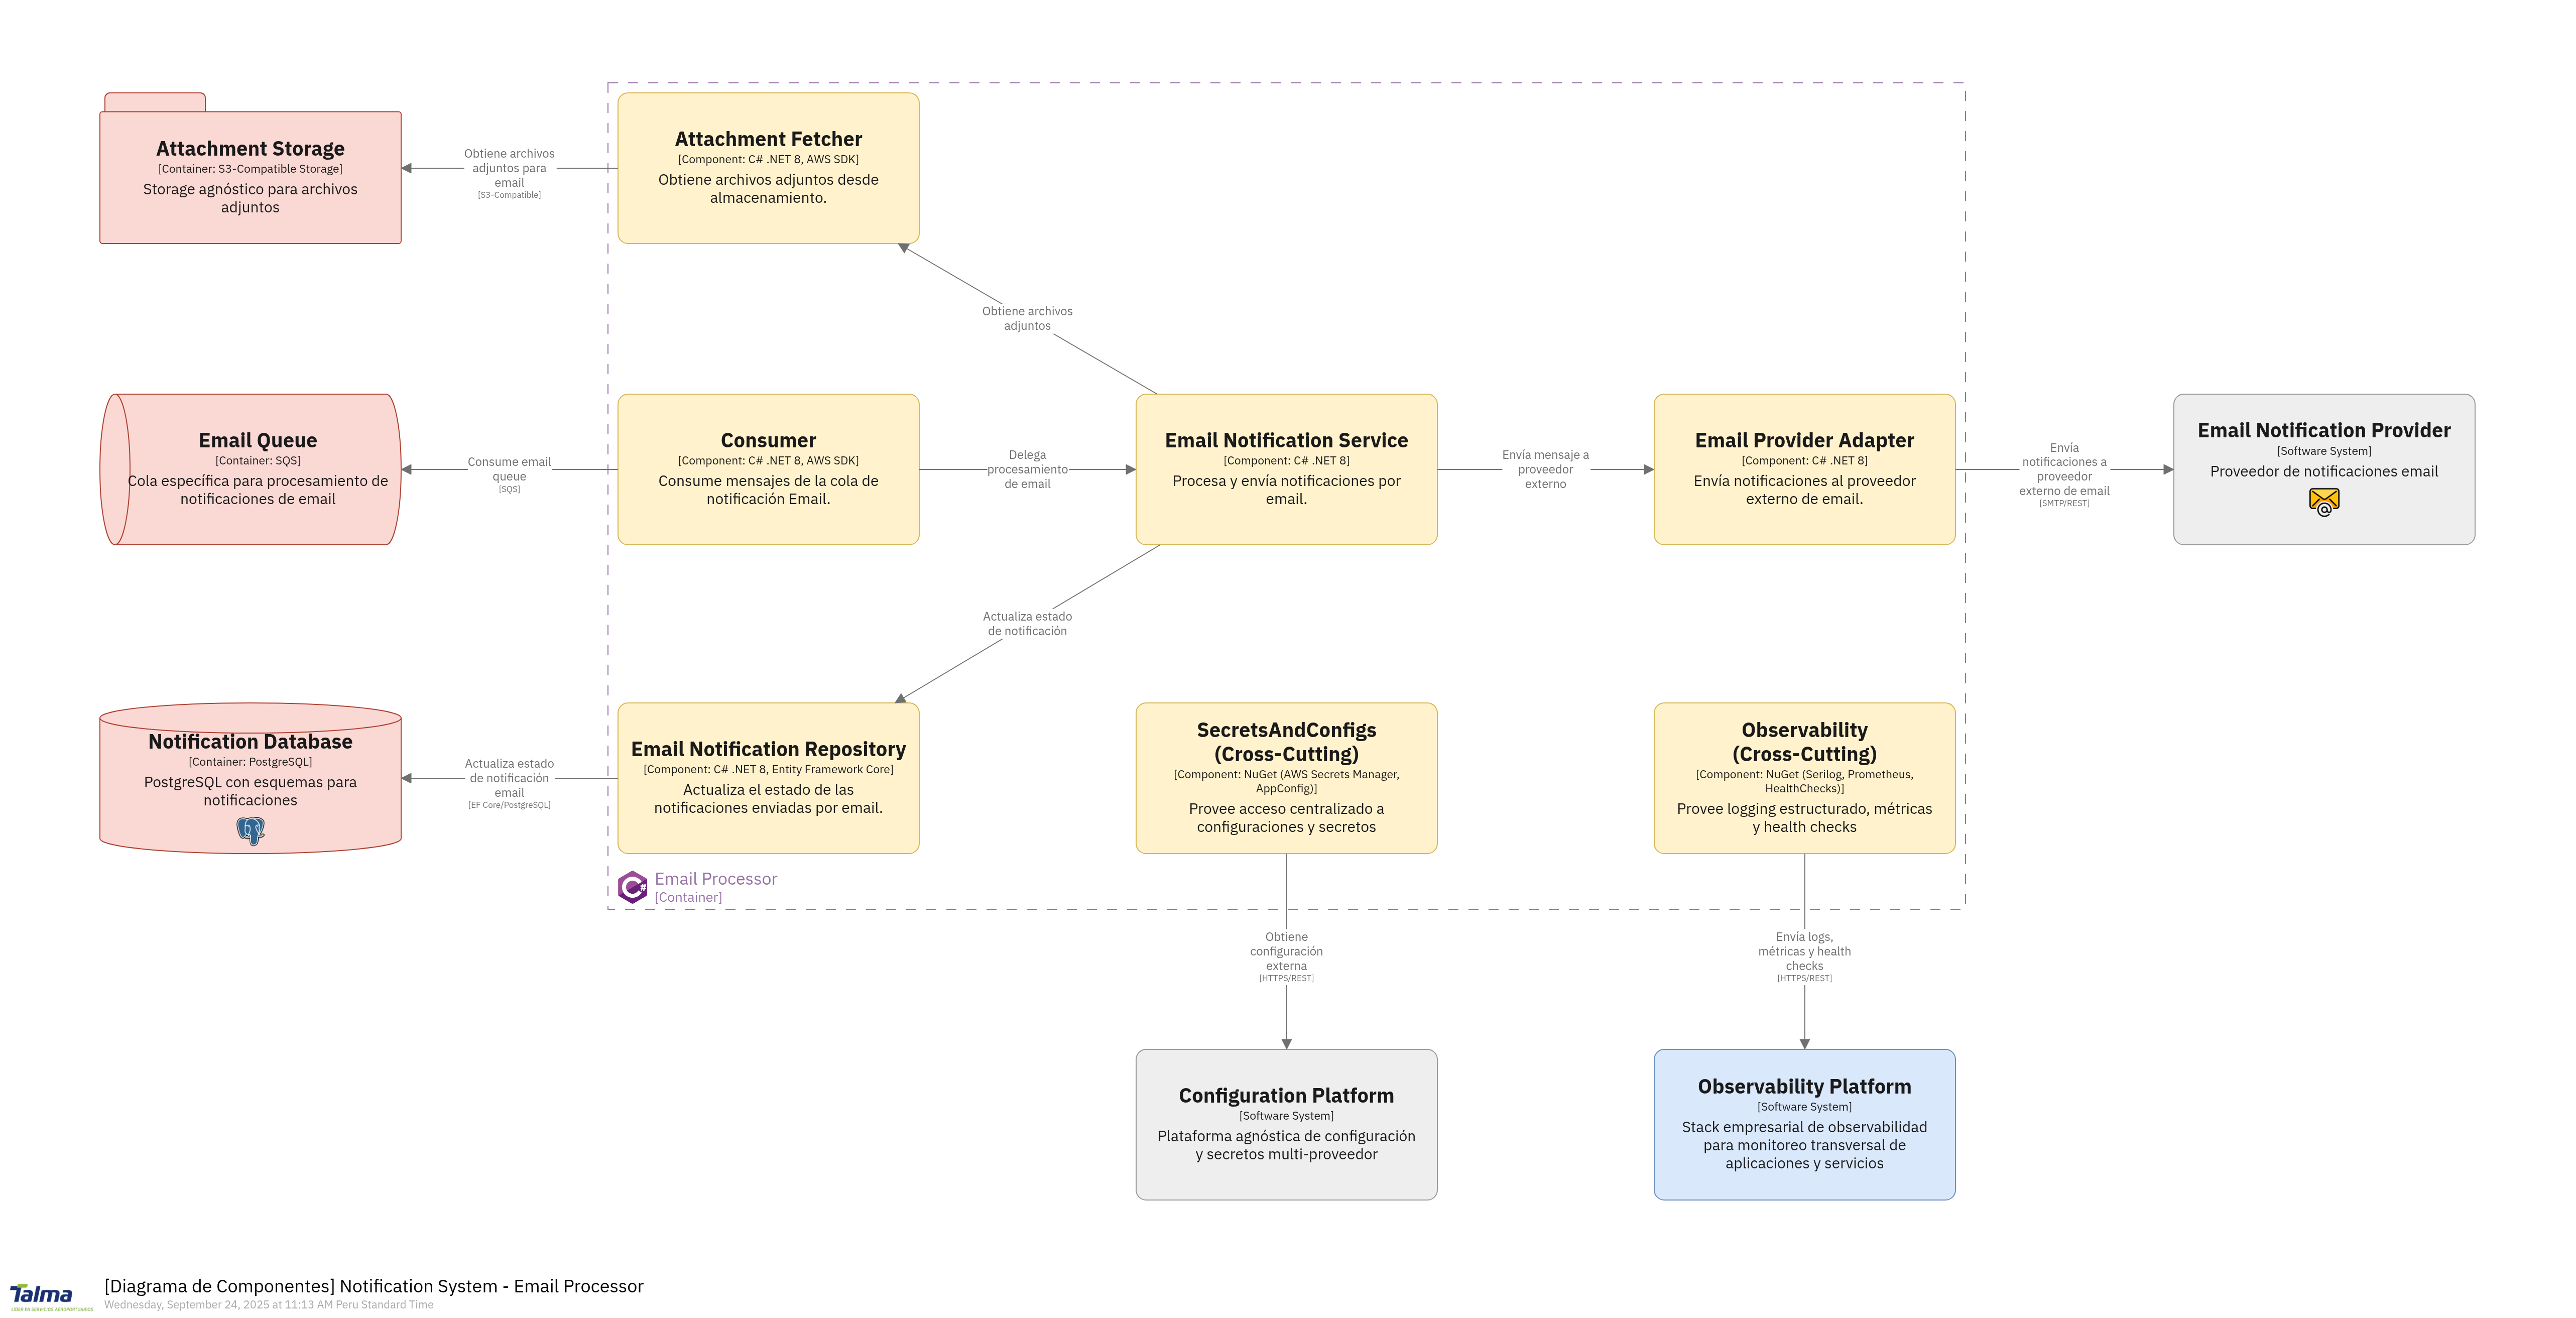 Attachment Storage
[Container: S3-Compatible Storage]
Storage agnóstico para archivos
adjuntos
Obtiene archivos
adjuntos para
email
[S3-Compatible]
Attachment Fetcher
[Component: C# .NET 8, AWS SDK]
Obtiene archivos adjuntos desde
almacenamiento.
Obtiene archivos
adjuntos
Email Queue
[Container: SQS]
Cola específica para procesamiento de
notificaciones de email
Consume email
queue
[SQS]
Consumer
[Component: C# .NET 8, AWS SDK]
Consume mensajes de la cola de
notificación Email.
Delega
procesamiento
de email
Email Notification Service
[Component: C# .NET 8]
Procesa y envía notificaciones por
email.
Envía mensaje a
proveedor
externo
Email Provider Adapter
[Component: C# .NET 8]
Envía notificaciones al proveedor
externo de email.
Envía
notificaciones a
proveedor
externo de email
[SMTP/REST]
Email Notification Provider
[Software System]
Proveedor de notificaciones email
Actualiza estado
de notificación
Notification Database
[Container: PostgreSQL]
PostgreSQL con esquemas para
notificaciones
Actualiza estado
de notificación
email
[EF Core/PostgreSQL]
Email Notification Repository
[Component: C# .NET 8, Entity Framework Core]
Actualiza el estado de las
notificaciones enviadas por email.
SecretsAndConfigs
(Cross-Cutting)
[Component: NuGet (AWS Secrets Manager,
AppConfig)]
Provee acceso centralizado a
configuraciones y secretos
Observability
(Cross-Cutting)
[Component: NuGet (Serilog, Prometheus,
HealthChecks)]
Provee logging estructurado, métricas
y health checks
C#
Email Processor
[Container]
Obtiene
configuración
externa
[HTTPS/REST]
Envía logs,
métricas y health
checks
[HTTPS/REST]
Configuration Platform
[Software System]
Plataforma agnóstica de configuración
y secretos multi-proveedor
Observability Platform
[Software System]
Stack empresarial de observabilidad
para monitoreo transversal de
aplicaciones y servicios
Talma
LÍDER EN SERVICIOS AEROPORTUARIOS
[Diagrama de Componentes] Notification System - Email Processor
Wednesday, September 24, 2025 at 11:13 AM Peru Standard Time